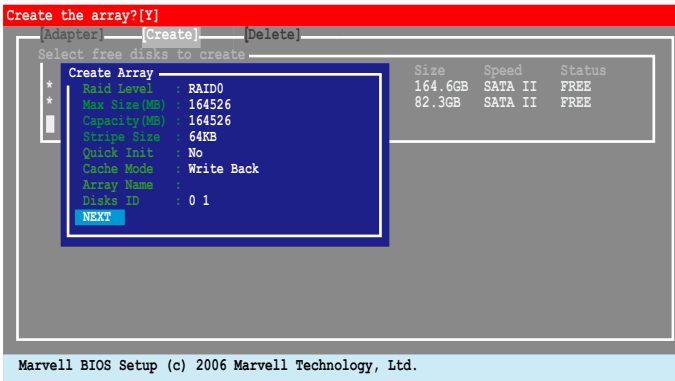 Create the array?[Y]
[Adapter] [Create] [Delete]
Select free disks to create
Create Array
Size Speed Status
* Raid Level : RAID0 164.6GB SATA II FREE
* Max Size(MB) : 164526 82.3GB SATA II FREE
Capacity(MB) : 164526
Stripe Size : 64KB
Quick Init : No
Cache Mode : Write Back
Array Name :
Disks ID : 0 1
NEXT
Marvell BIOS Setup (c) 2006 Marvell Technology, Ltd.